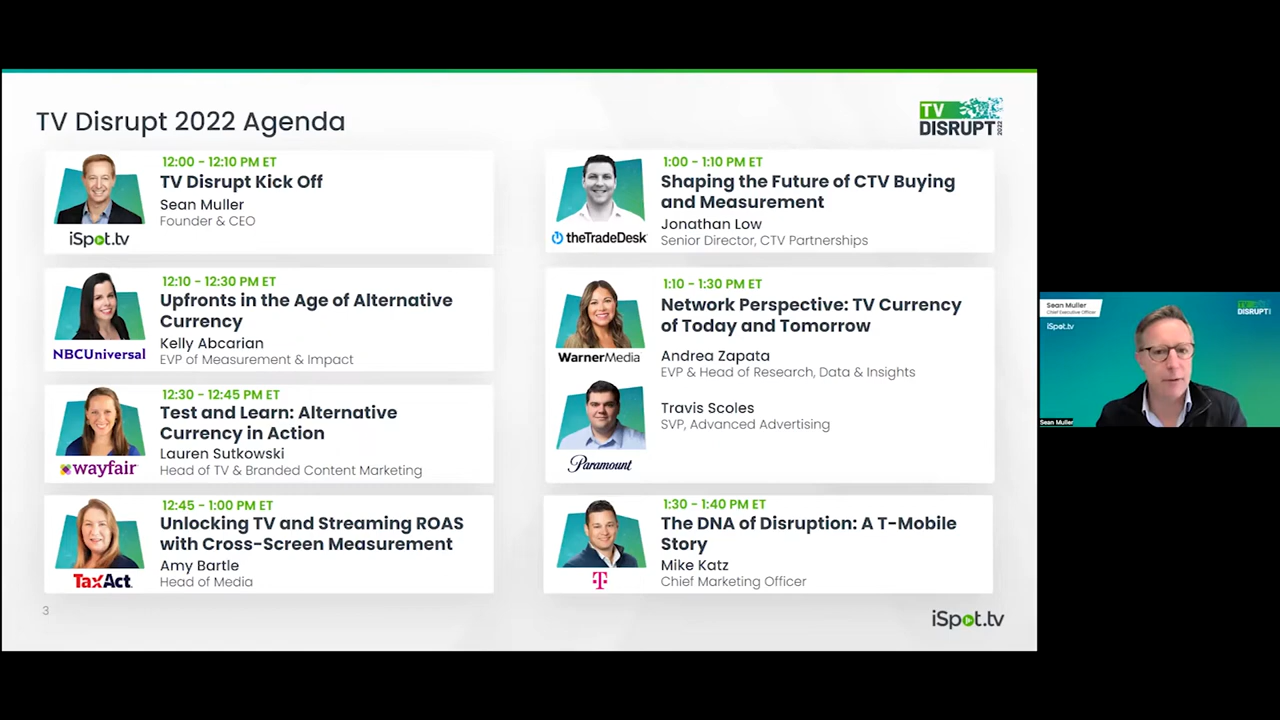 TV Disrupt 2022 Agenda
TV
DISRUPT
2022
12:00 - 12:10 PM ET
TV Disrupt Kick Off
Sean Muller
Founder & CEO
iSpot.tv
12:10 - 12:30 PM ET
Upfronts in the Age of Alternative
Currency
Kelly Abcarian
EVP of Measurement & Impact
NBCUniversal
12:30 - 12:45 PM ET
Test and Learn: Alternative
Currency in Action
Lauren Sutkowski
Head of TV & Branded Content Marketing
wayfair
12:45 - 1:00 PM ET
Unlocking TV and Streaming ROAS
with Cross-Screen Measurement
Amy Bartle
Head of Media
TaxAct
1:00 - 1:10 PM ET
Shaping the Future of CTV Buying
and Measurement
Jonathan Low
Senior Director, CTV Partnerships
theTradeDesk
1:10 - 1:30 PM ET
Network Perspective: TV Currency
of Today and Tomorrow
Andrea Zapata
EVP & Head of Research, Data & Insights
WarnerMedia
Travis Scoles
SVP, Advanced Advertising
Paramount
1:30 - 1:40 PM ET
The DNA of Disruption: A T-Mobile
Story
Mike Katz
Chief Marketing Officer
T
3
iSpot.tv
Sean Muller
Chief Executive Officer
iSpot.tv
TV
DISRUPT
Sean Muller